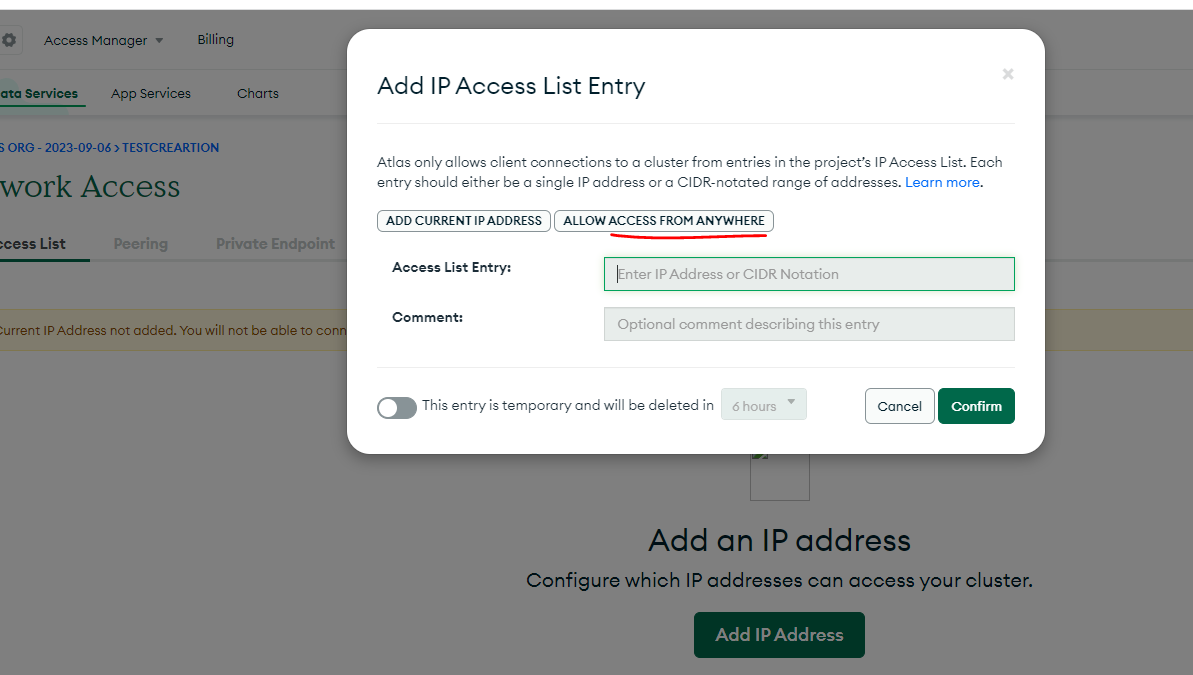 Access Manager
Billing
ata Services
App Services
Charts
S ORG - 2023-09-06 > TESTCREARTION
work Access
ccess List
Peering
Private Endpoint
Current IP Address not added. You will not be able to conn
Add IP Access List Entry
×
Atlas only allows client connections to a cluster from entries in the project's IP Access List. Each
entry should either be a single IP address or a CIDR-notated range of addresses. Learn more.
ADD CURRENT IP ADDRESS
ALLOW ACCESS FROM ANYWHERE
Access List Entry:
Enter IP Address or CIDR Notation
Comment:
Optional comment describing this entry
This entry is temporary and will be deleted in
6 hours
Cancel
Confirm
Add an IP address
Configure which IP addresses can access your cluster.
Add IP Address